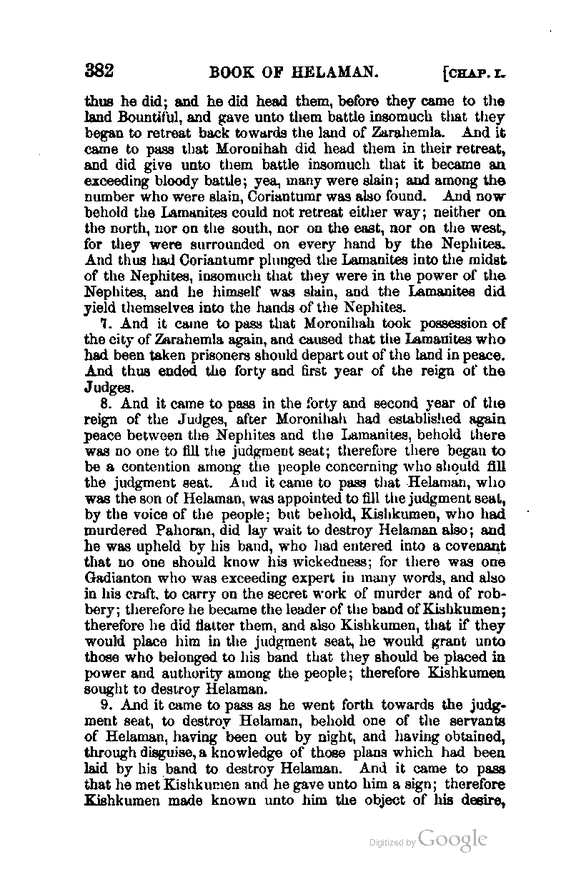 382 BOOK OF HELAMAN. [CHAP. I.
thus he did; and he did head them, before they came to the
land Bountiful, and gave unto them battle insomuch that they
began to retreat back towards the land of Zarahemla. And it
came to pass that Moronihah did head them in their retreat,
and did give unto them battle insomuch that it became an
exceeding bloody battle; yea, many were slain; and among the
number who were slain, Coriantumr was also found. And now
behold the Lamanites could not retreat either way; neither on
the north, nor on the south, nor on the east, nor on the west,
for they were surrounded on every hand by the Nephites.
And thus had Coriantumr plunged the Lamanites into the midst
of the Nephites, insomuch that they were in the power of the
Nephites, and he himself was slain, and the Lamanites did
yield themselves into the hands of the Nephites.
7. And it came to pass that Moronihah took possession of
the city of Zarahemla again, and caused that the Lamanites who
had been taken prisoners should depart out of the land in peace.
And thus ended the forty and first year of the reign of the
Judges.
8. And it came to pass in the forty and second year of the
reign of the Judges, after Moronihah had established again
peace between the Nephites and the Lamanites, behold there
was no one to fill the judgment seat; therefore there began to
be a contention among the people concerning who should fill
the judgment seat. And it came to pass that Helaman, who
was the son of Helaman, was appointed to fill the judgment seat,
by the voice of the people; but behold, Kishkumen, who had
murdered Pahoran, did lay wait to destroy Helaman also; and
he was upheld by his band, who had entered into a covenant
that no one should know his wickedness; for there was one
Gadianton who was exceeding expert in many words, and also
in his craft, to carry on the secret work of murder and of rob-
bery; therefore he became the leader of the band of Kishkumen;
therefore he did flatter them, and also Kishkumen, that if they
would place him in the judgment seat, he would grant unto
those who belonged to his band that they should be placed in
power and authority among the people; therefore Kishkumen
sought to destroy Helaman.
9. And it came to pass as he went forth towards the judg-
ment seat, to destroy Helaman, behold one of the servants
of Helaman, having been out by night, and having obtained,
through disguise, a knowledge of those plans which had been
laid by his band to destroy Helaman. And it came to pass
that he met Kishkumen and he gave unto him a sign; therefore
Kishkumen made known unto him the object of his desire,
Digitized by Google